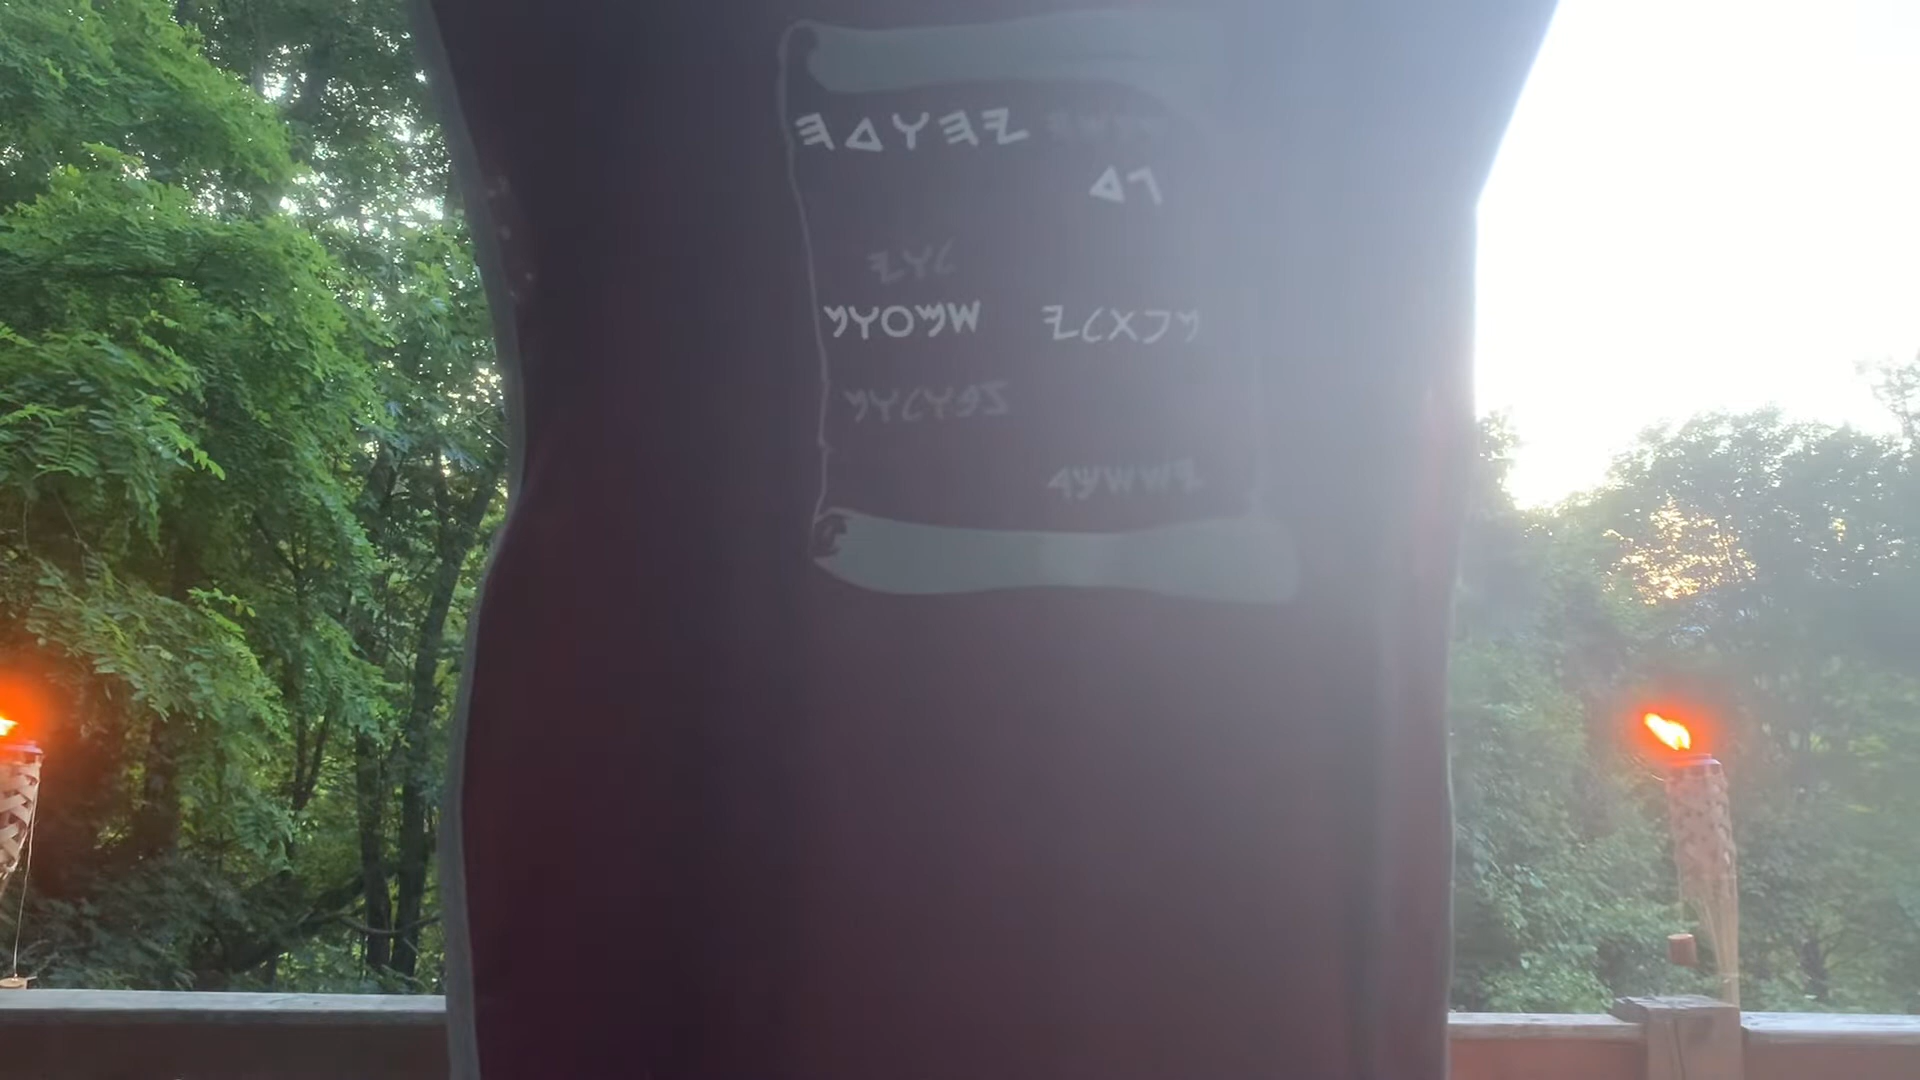 𐤉𐤄𐤅𐤃𐤄
𐤂𐤃
𐤋𐤅𐤉
𐤍𐤐𐤕𐤋𐤉 𐤔𐤌𐤏𐤅𐤍
𐤆𐤁𐤅𐤋𐤅𐤍
𐤉𐤔𐤔𐤊𐤓